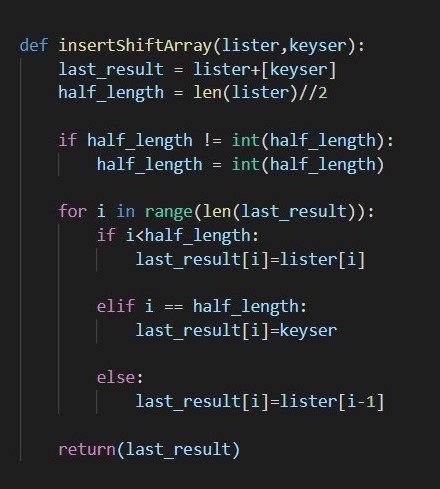 def insertShiftArray(lister,keyser):
    last_result = lister+[keyser]
    half_length = len(lister)//2
    if half_length != int(half_length):
        half_length = int(half_length)
    for i in range(len(last_result)):
        if i<half_length:
            last_result[i]=lister[i]
        elif i == half_length:
            last_result[i]=keyser
        else:
            last_result[i]=lister[i-1]
    return(last_result)